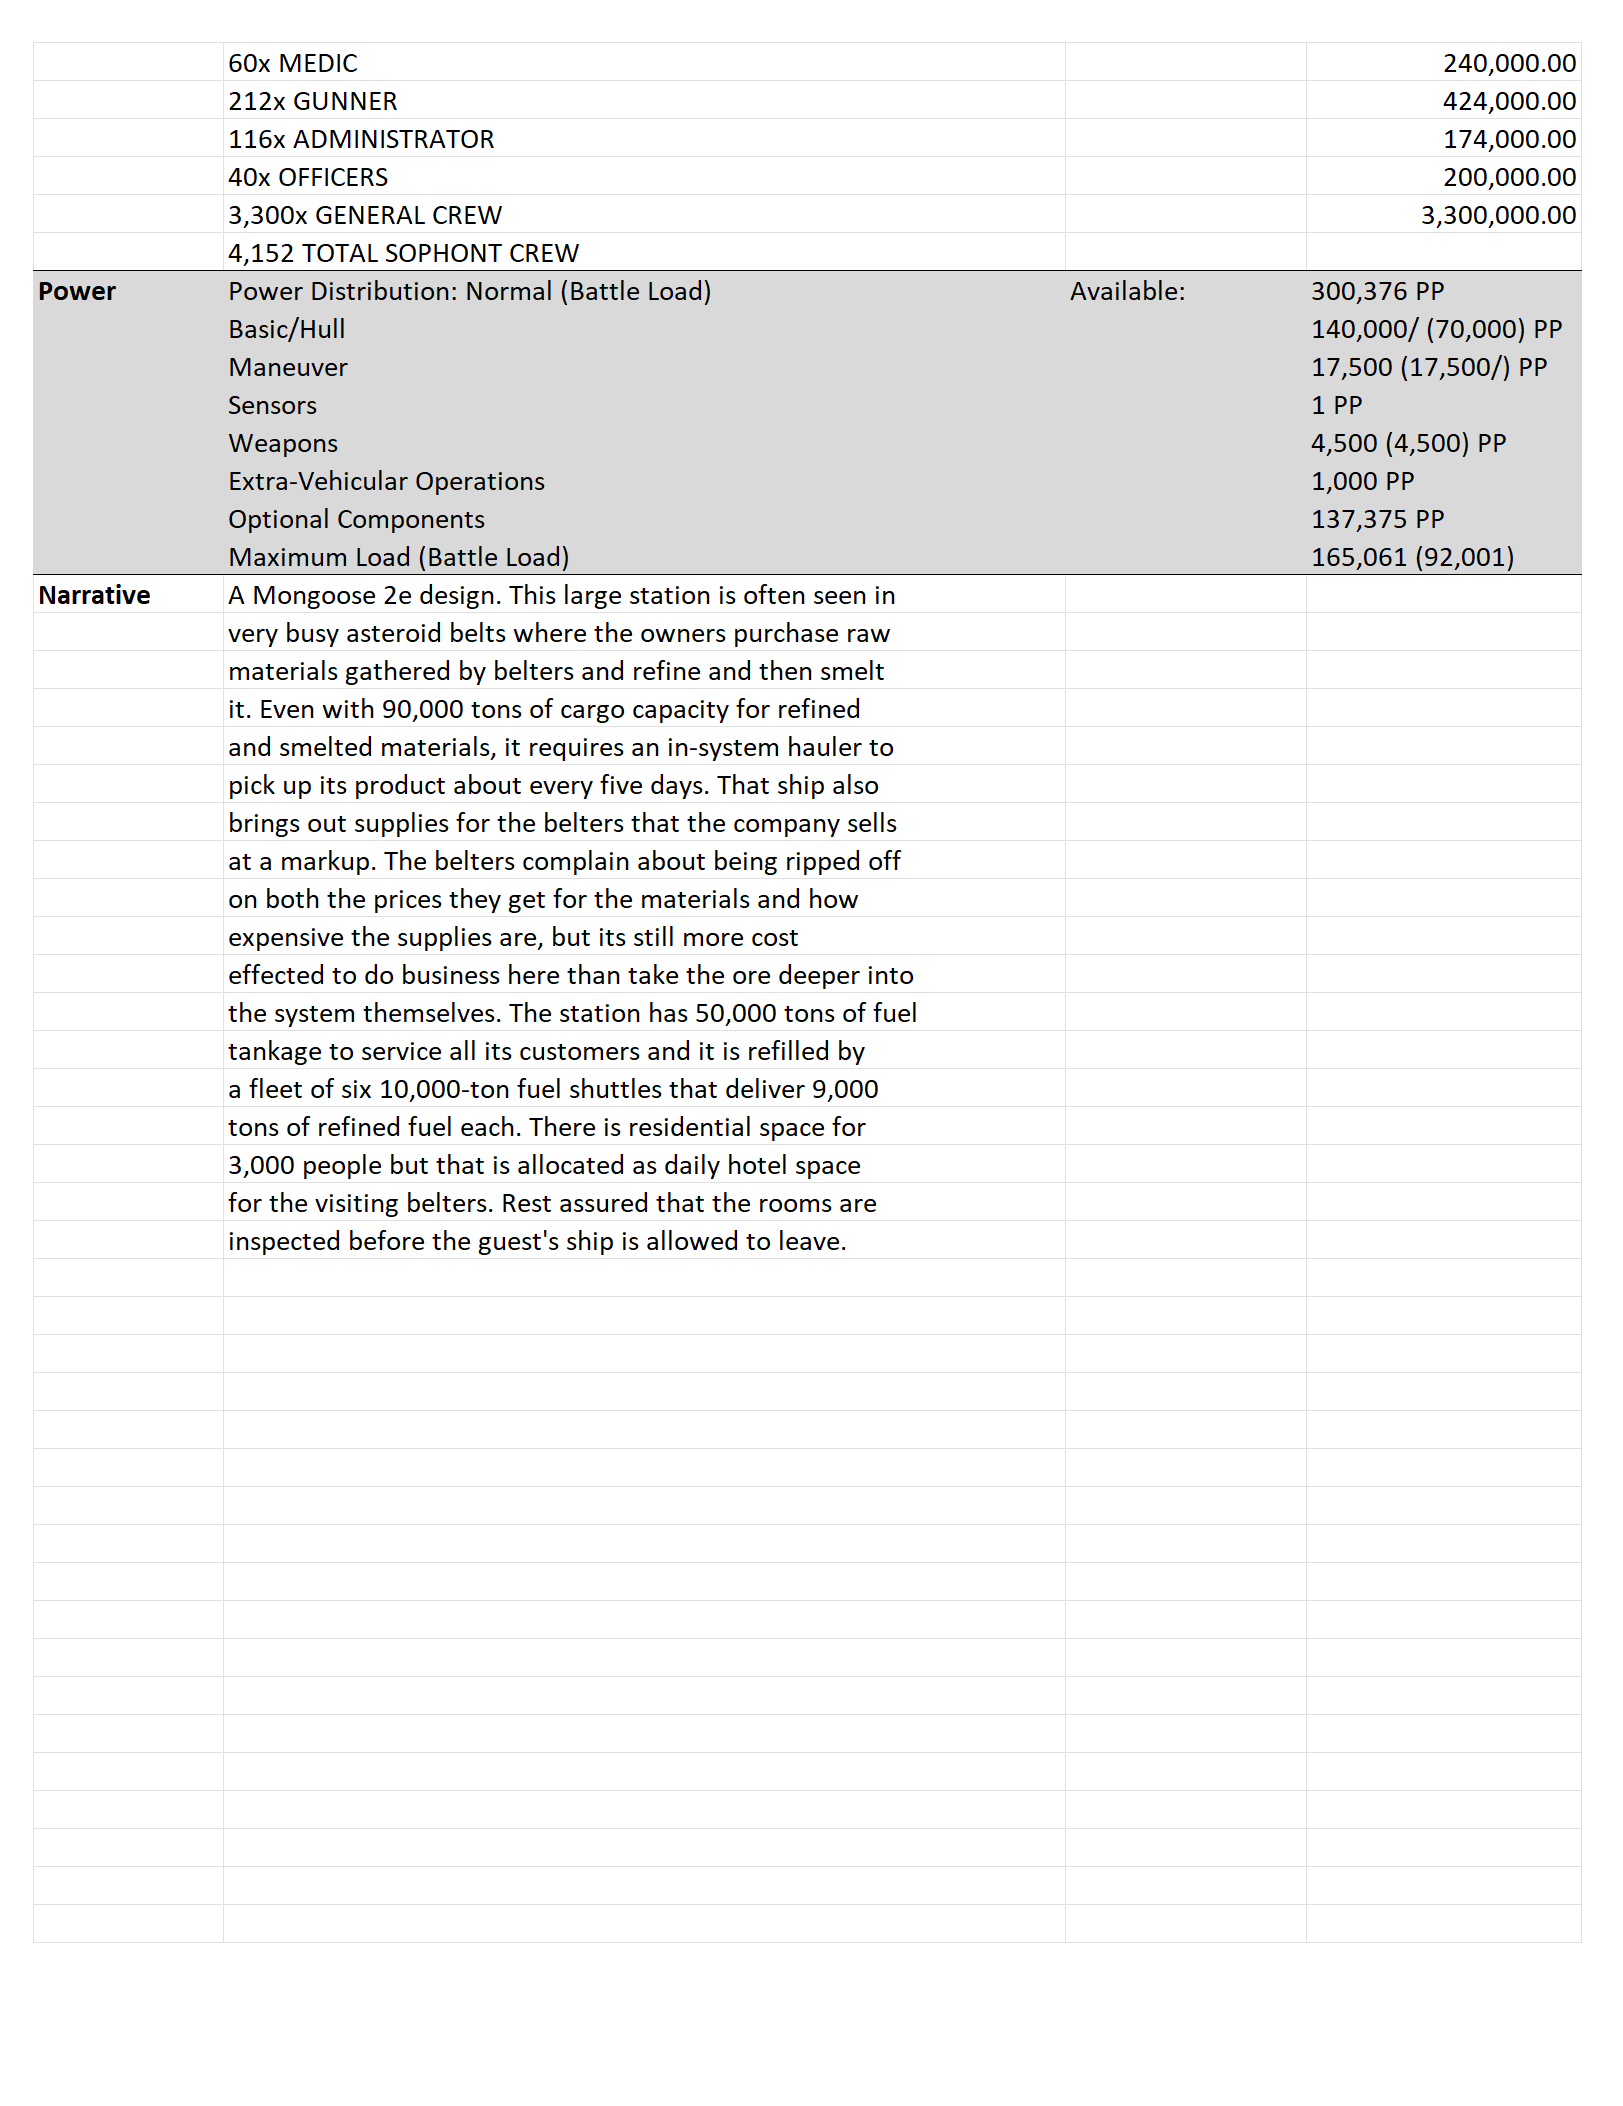 60x MEDIC 240,000.00
212x GUNNER 424,000.00
116x ADMINISTRATOR 174,000.00
40x OFFICERS 200,000.00
3,300x GENERAL CREW 3,300,000.00
4,152 TOTAL SOPHONT CREW
Power Power Distribution: Normal (Battle Load) Available: 300,376 PP
Basic/Hull 140,000/ (70,000) PP
Maneuver 17,500 (17,500/) PP
Sensors 1 PP
Weapons 4,500 (4,500) PP
Extra-Vehicular Operations 1,000 PP
Optional Components 137,375 PP
Maximum Load (Battle Load) 165,061 (92,001)
Narrative A Mongoose 2e design. This large station is often seen in
very busy asteroid belts where the owners purchase raw
materials gathered by belters and refine and then smelt
it. Even with 90,000 tons of cargo capacity for refined
and smelted materials, it requires an in-system hauler to
pick up its product about every five days. That ship also
brings out supplies for the belters that the company sells
at a markup. The belters complain about being ripped off
on both the prices they get for the materials and how
expensive the supplies are, but its still more cost
effected to do business here than take the ore deeper into
the system themselves. The station has 50,000 tons of fuel
tankage to service all its customers and it is refilled by
a fleet of six 10,000-ton fuel shuttles that deliver 9,000
tons of refined fuel each. There is residential space for
3,000 people but that is allocated as daily hotel space
for the visiting belters. Rest assured that the rooms are
inspected before the guest's ship is allowed to leave.